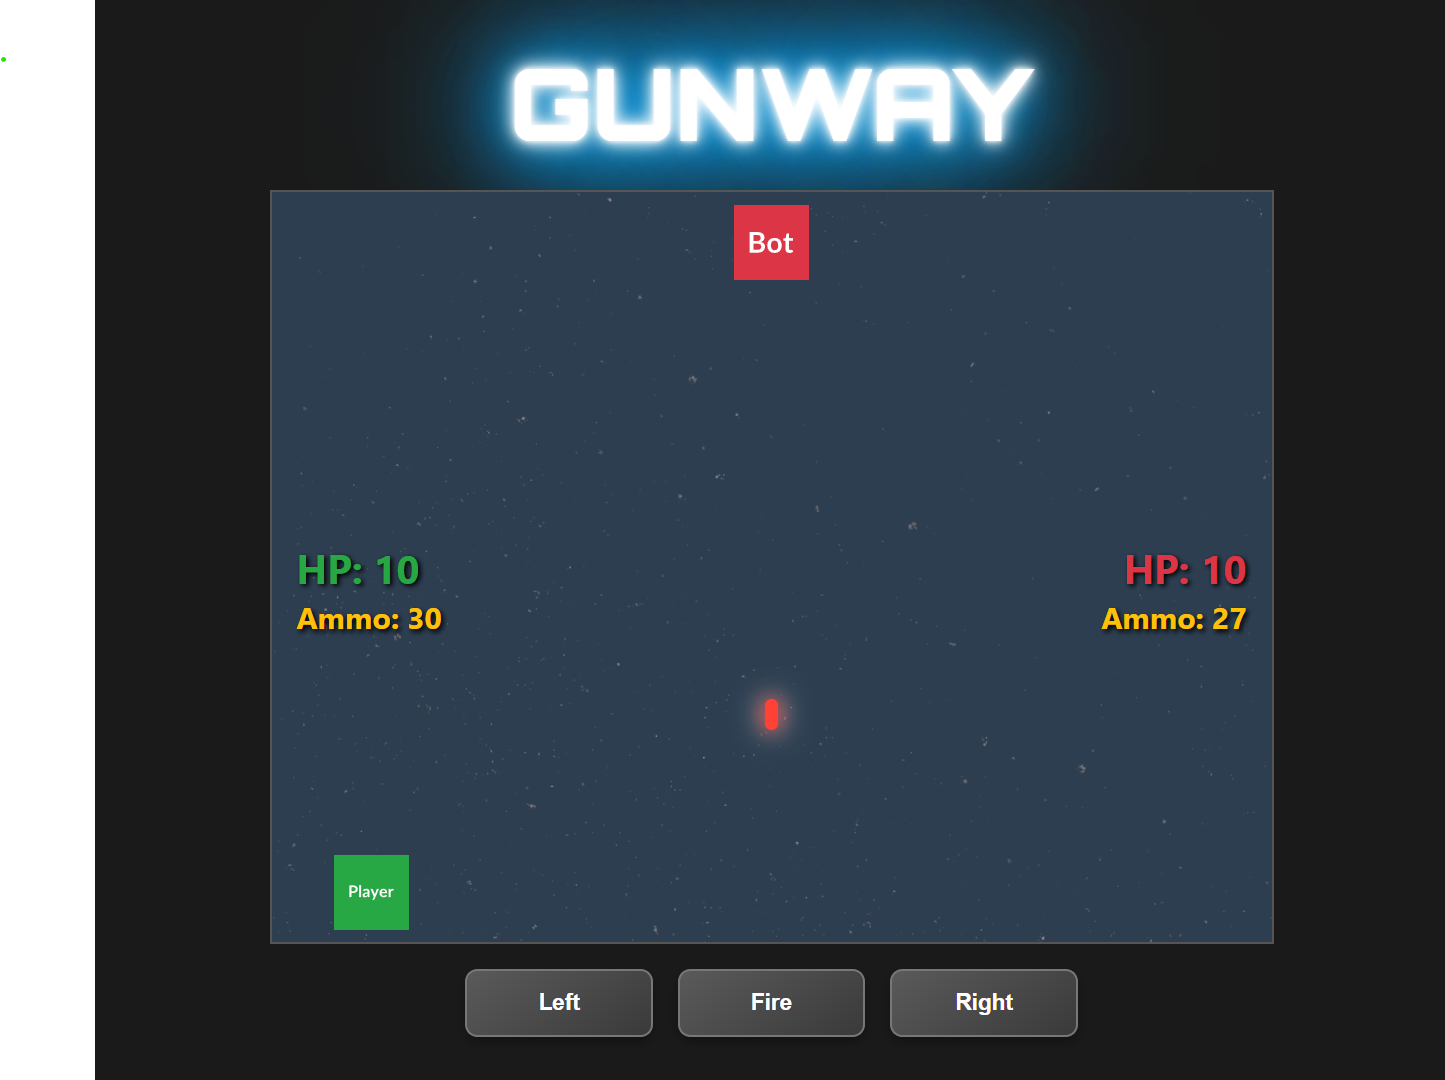 GUNWAY
Bot
HP: 10
HP: 10
Ammo: 30
Ammo: 27
Player
Left
Fire
Right